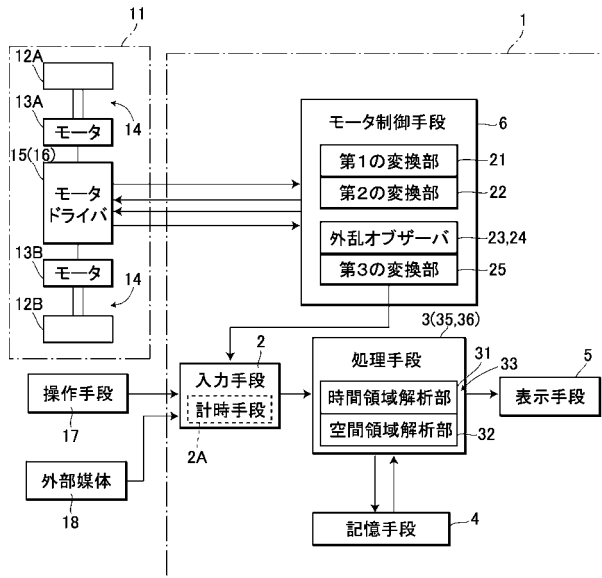 11
12A
13A
モータ
14
15(16)
モータ
ドライバ
13B
モータ
14
12B
1
モータ制御手段
6
第1の変換部
21
第2の変換部
22
外乱オブザーバ
23,24
第3の変換部
25
操作手段
17
外部媒体
18
2
入力手段
計時手段
2A
3(35,36)
処理手段
31
33
時間領域解析部
空間領域解析部
32
5
表示手段
記憶手段
4